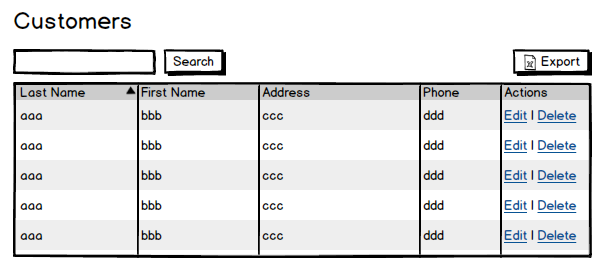 Customers
Search Export
Last Name First Name Address Phone Actions
aaa bbb ccc ddd Edit | Delete
aaa bbb ccc ddd Edit | Delete
aaa bbb ccc ddd Edit | Delete
aaa bbb ccc ddd Edit | Delete
aaa bbb ccc ddd Edit | Delete